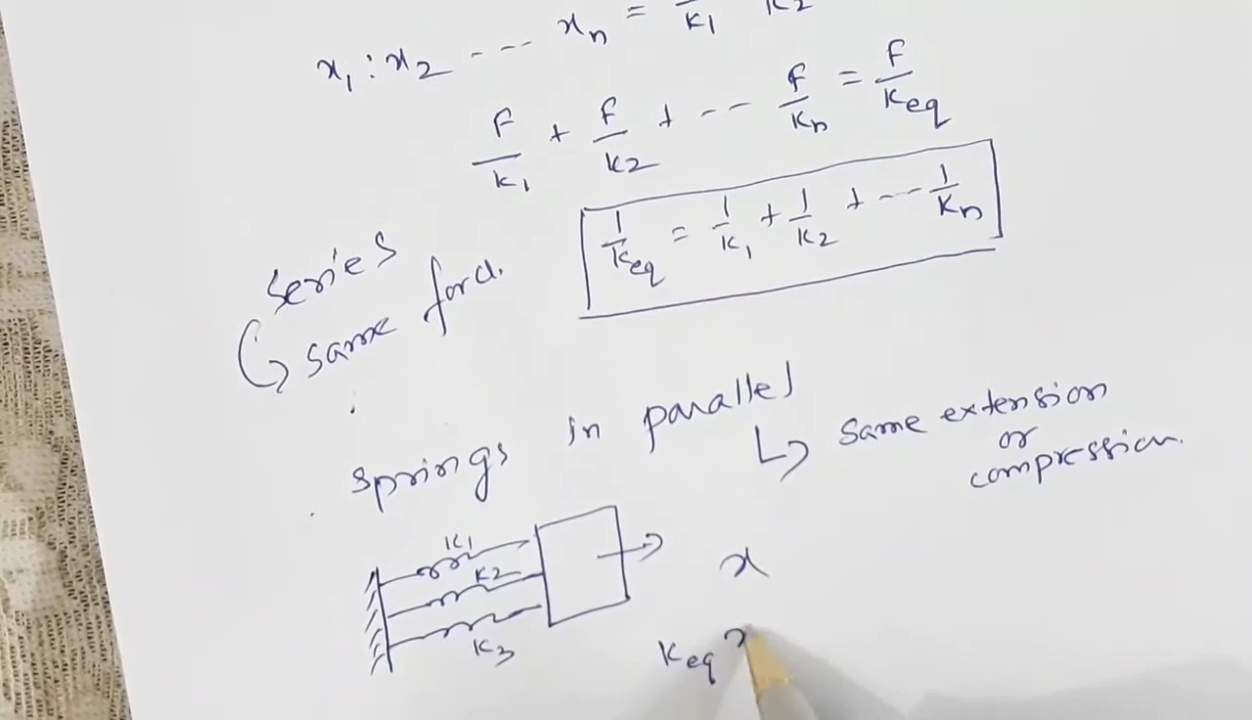 x₁ : x₂ ---- xₙ = /K₁ K₂
F/K₁ + F/K₂ + --- F/Kₙ = F/Keq
1/Keq = 1/K₁ + 1/K₂ + --- 1/Kₙ
series
↳ same force.
springs in parallel
↳ same extension
or
compression.
K₁
K₂
K₃
x
Keq x